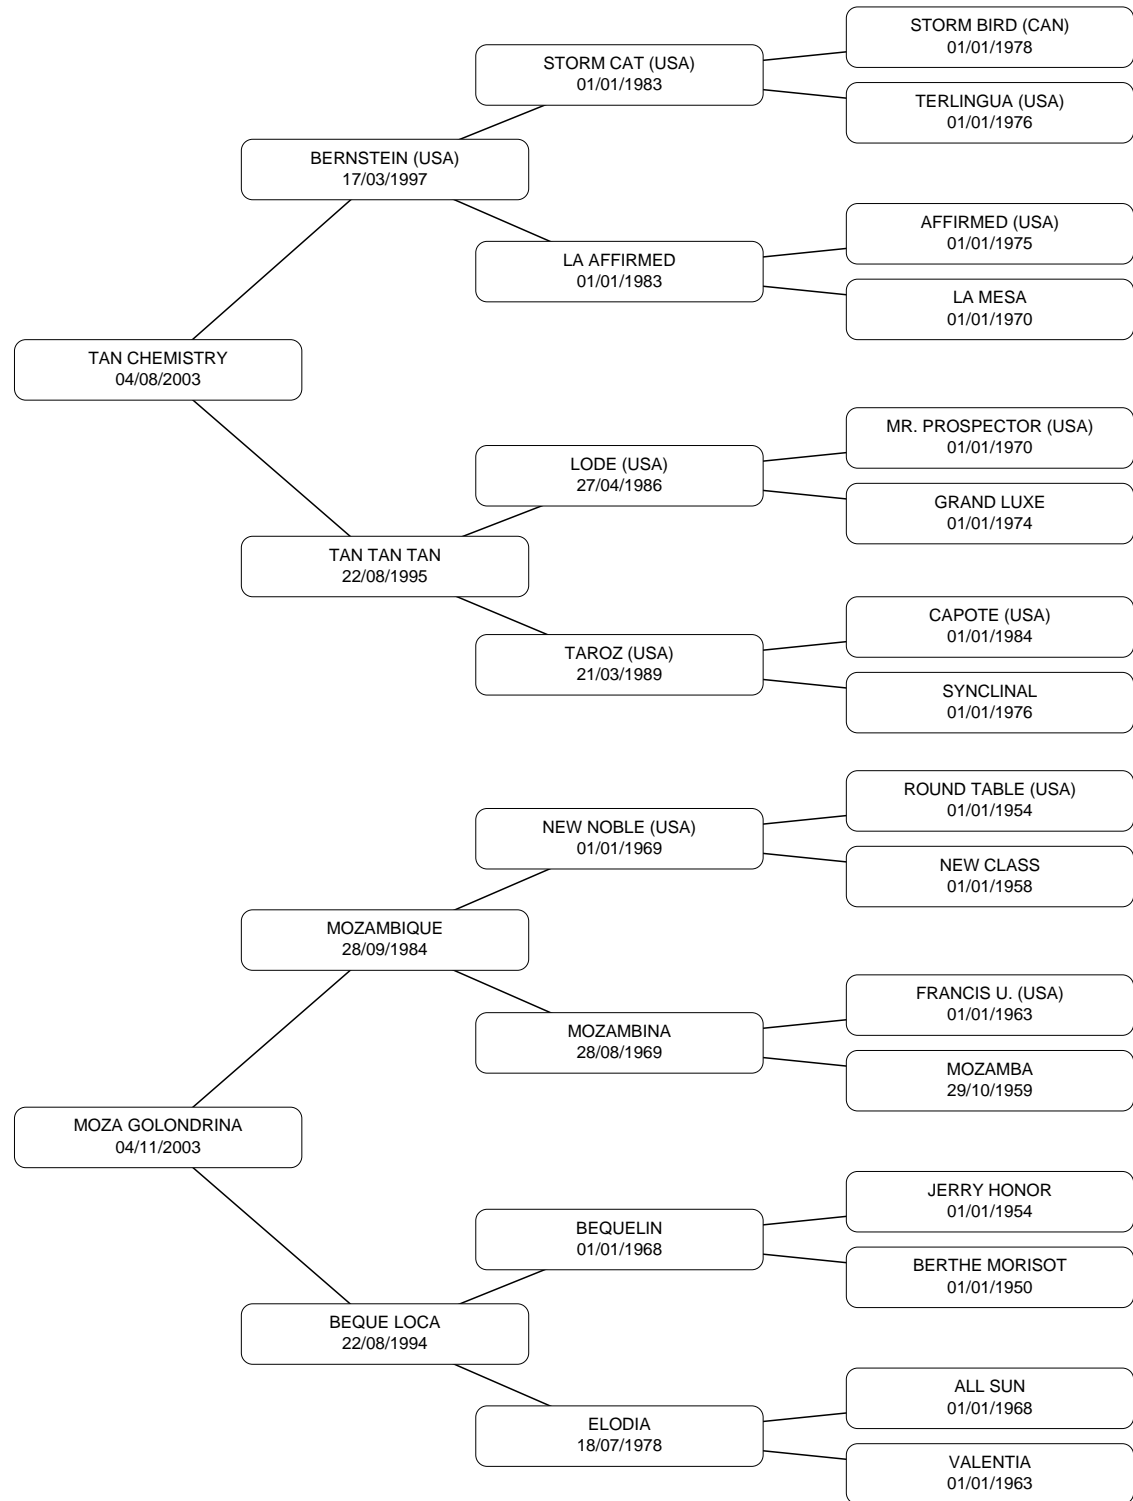 STORM BIRD (CAN)
01/01/1978
STORM CAT (USA)
01/01/1983
TERLINGUA (USA)
01/01/1976
BERNSTEIN (USA)
17/03/1997
AFFIRMED (USA)
01/01/1975
LA AFFIRMED
01/01/1983
LA MESA
01/01/1970
TAN CHEMISTRY
04/08/2003
MR. PROSPECTOR (USA)
01/01/1970
LODE (USA)
27/04/1986
GRAND LUXE
01/01/1974
TAN TAN TAN
22/08/1995
CAPOTE (USA)
01/01/1984
TAROZ (USA)
21/03/1989
SYNCLINAL
01/01/1976
ROUND TABLE (USA)
01/01/1954
NEW NOBLE (USA)
01/01/1969
NEW CLASS
01/01/1958
MOZAMBIQUE
28/09/1984
FRANCIS U. (USA)
01/01/1963
MOZAMBINA
28/08/1969
MOZAMBA
29/10/1959
MOZA GOLONDRINA
04/11/2003
JERRY HONOR
01/01/1954
BEQUELIN
01/01/1968
BERTHE MORISOT
01/01/1950
BEQUE LOCA
22/08/1994
ALL SUN
01/01/1968
ELODIA
18/07/1978
VALENTIA
01/01/1963